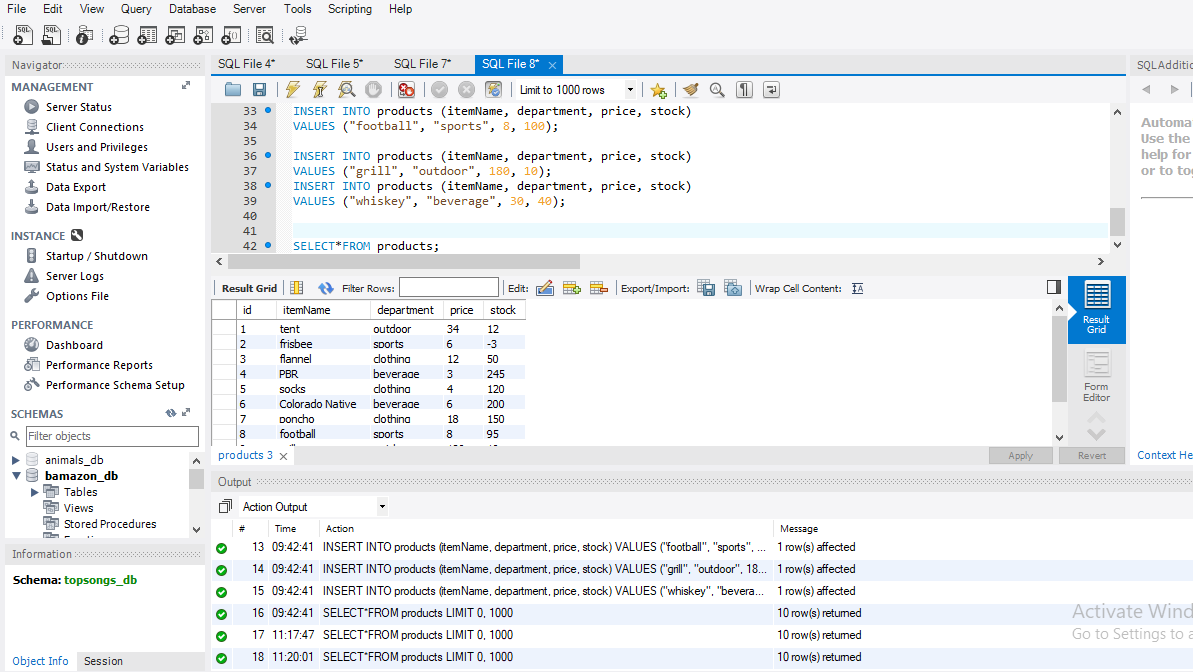 File Edit View Query Database Server Tools Scripting Help
Navigator
MANAGEMENT
Server Status
Client Connections
Users and Privileges
Status and System Variables
Data Export
Data Import/Restore
INSTANCE
Startup / Shutdown
Server Logs
Options File
PERFORMANCE
Dashboard
Performance Reports
Performance Schema Setup
SCHEMAS
Filter objects
animals_db
bamazon_db
Tables
Views
Stored Procedures
Information
Schema: topsongs_db
Object Info Session
SQL File 4* SQL File 5* SQL File 7* SQL File 8*
Limit to 1000 rows
33 INSERT INTO products (itemName, department, price, stock)
34 VALUES ("football", "sports", 8, 100);
35
36 INSERT INTO products (itemName, department, price, stock)
37 VALUES ("grill", "outdoor", 180, 10);
38 INSERT INTO products (itemName, department, price, stock)
39 VALUES ("whiskey", "beverage", 30, 40);
40
41
42 SELECT*FROM products;
Result Grid Filter Rows: Edit: Export/Import: Wrap Cell Content:
id itemName department price stock
1 tent outdoor 34 12
2 frisbee sports 6 -3
3 flannel clothing 12 50
4 PBR beverage 3 245
5 socks clothing 4 120
6 Colorado Native beverage 6 200
7 poncho clothing 18 150
8 football sports 8 95
Result
Grid
Form
Editor
products 3 Apply Revert
Output
Action Output
# Time Action Message
13 09:42:41 INSERT INTO products (itemName, department, price, stock) VALUES ("football", "sports", ... 1 row(s) affected
14 09:42:41 INSERT INTO products (itemName, department, price, stock) VALUES ("grill", "outdoor", 18... 1 row(s) affected
15 09:42:41 INSERT INTO products (itemName, department, price, stock) VALUES ("whiskey", "bevera... 1 row(s) affected
16 09:42:41 SELECT*FROM products LIMIT 0, 1000 10 row(s) returned
17 11:17:47 SELECT*FROM products LIMIT 0, 1000 10 row(s) returned
18 11:20:01 SELECT*FROM products LIMIT 0, 1000 10 row(s) returned
SQLAdditio
Automa
Use the
help for
or to tog
Context He
Activate Wind
Go to Settings to a